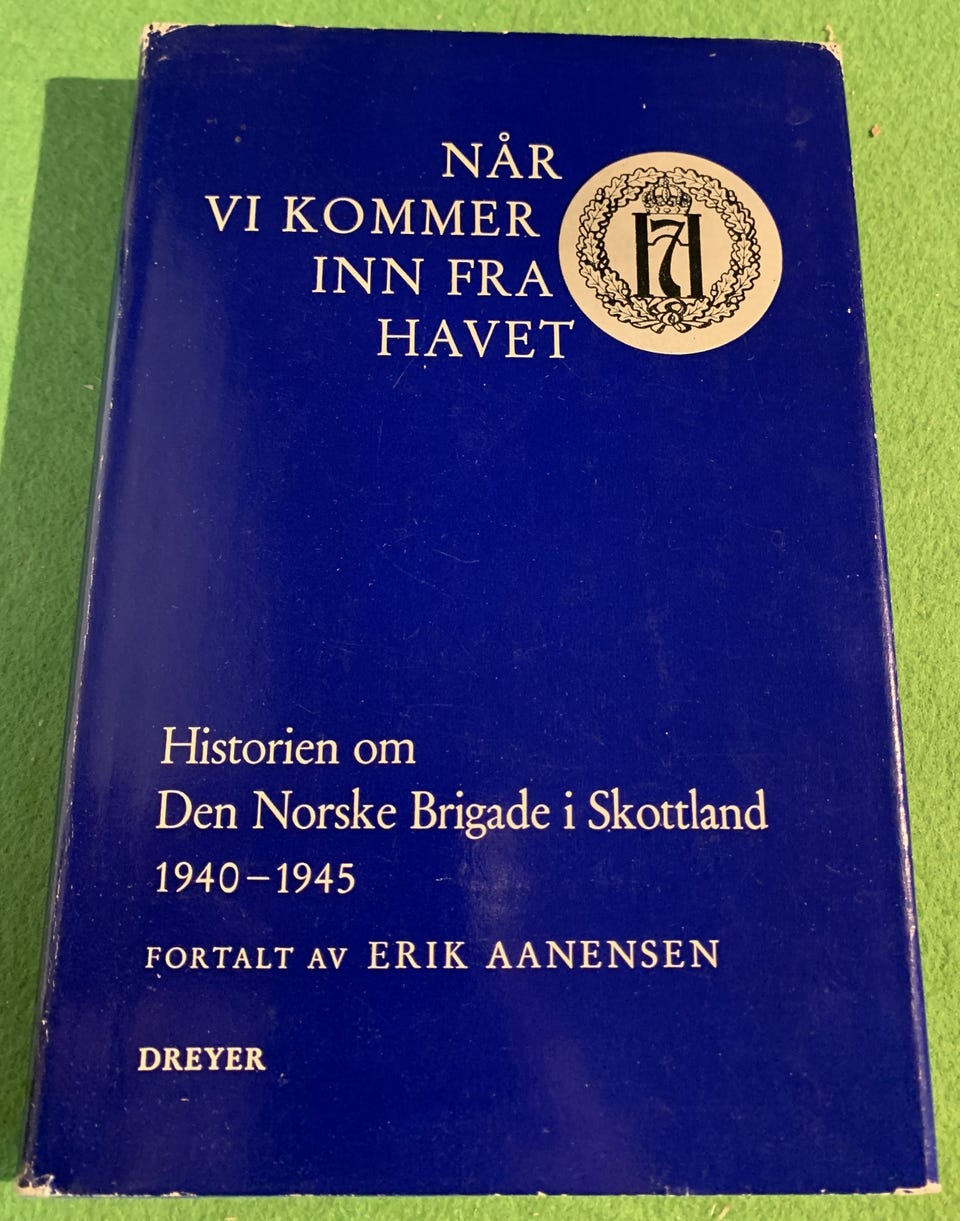 NÅR
VI KOMMER
INN FRA
HAVET
H7
Historien om
Den Norske Brigade i Skottland
1940–1945
FORTALT AV ERIK AANENSEN
DREYER